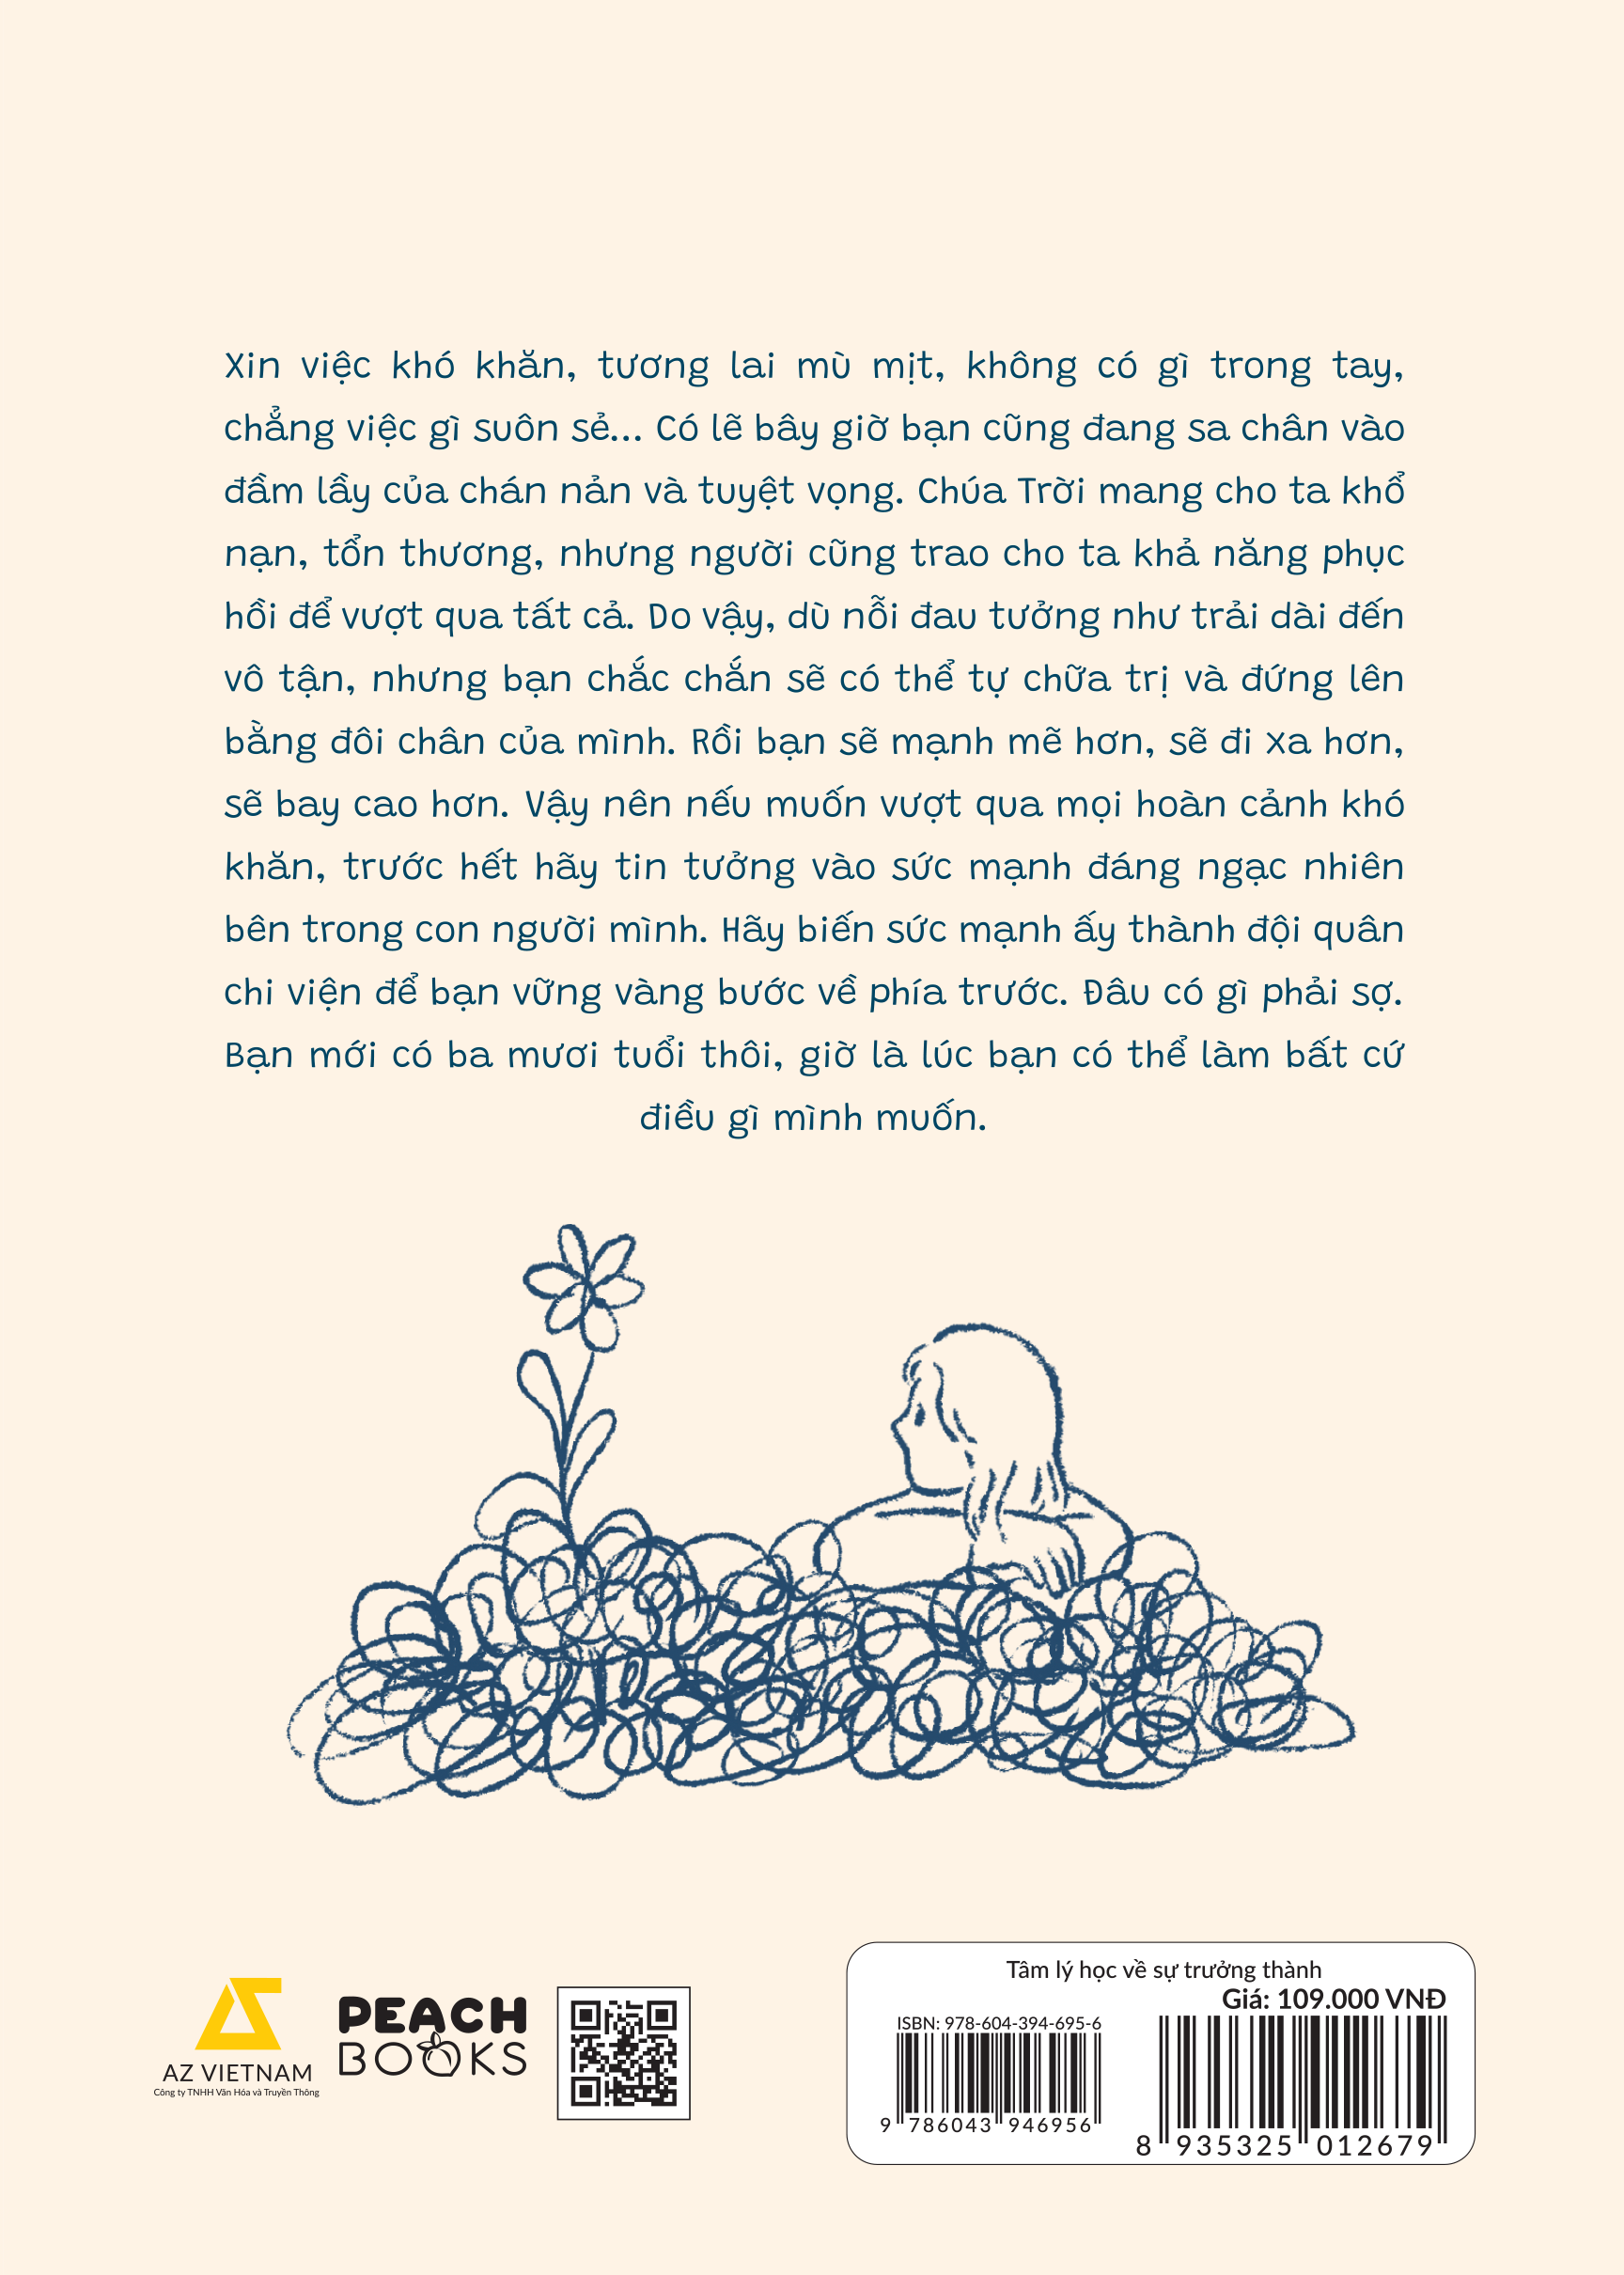 Xin việc khó khăn, tương lai mù mịt, không có gì trong tay,
chẳng việc gì suôn sẻ... Có lẽ bây giờ bạn cũng đang sa chân vào
đầm lầy của chán nản và tuyệt vọng. Chúa Trời mang cho ta khổ
nạn, tổn thương, nhưng người cũng trao cho ta khả năng phục
hồi để vượt qua tất cả. Do vậy, dù nỗi đau tưởng như trải dài đến
vô tận, nhưng bạn chắc chắn sẽ có thể tự chữa trị và đứng lên
bằng đôi chân của mình. Rồi bạn sẽ mạnh mẽ hơn, sẽ đi xa hơn,
sẽ bay cao hơn. Vậy nên nếu muốn vượt qua mọi hoàn cảnh khó
khăn, trước hết hãy tin tưởng vào sức mạnh đáng ngạc nhiên
bên trong con người mình. Hãy biến sức mạnh ấy thành đội quân
chi viện để bạn vững vàng bước về phía trước. Đâu có gì phải sợ.
Bạn mới có ba mươi tuổi thôi, giờ là lúc bạn có thể làm bất cứ
điều gì mình muốn.
AZ VIETNAM
Công ty TNHH Văn Hóa và Truyền Thông
PEACH
BOOKS
Tâm lý học về sự trưởng thành
Giá: 109.000 VNĐ
ISBN: 978-604-394-695-6
9 786043 946956
8 935325 012679